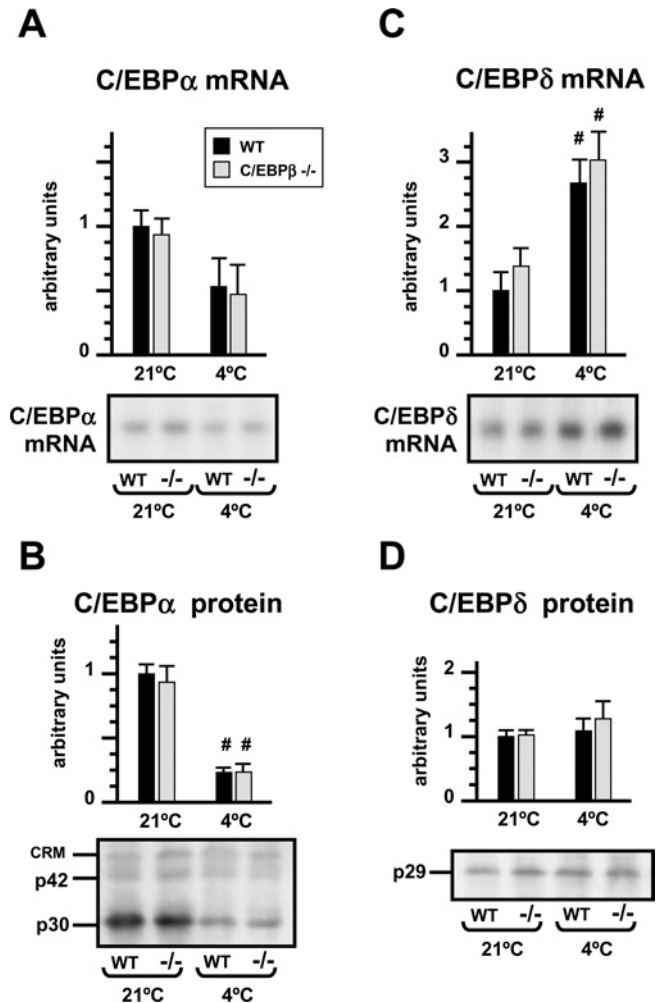 A
C/EBPα mRNA
WT
C/EBPβ -/-
arbitrary units
1
0
21ºC 4ºC
C/EBPα
mRNA
WT -/- WT -/-
21ºC 4ºC
C
C/EBPδ mRNA
# #
arbitrary units
3
2
1
0
21ºC 4ºC
C/EBPδ
mRNA
WT -/- WT -/-
21ºC 4ºC
B
C/EBPα protein
arbitrary units
1
0
# #
21ºC 4ºC
CRM
p42
p30
WT -/- WT -/-
21ºC 4ºC
D
C/EBPδ protein
arbitrary units
2
1
0
21ºC 4ºC
p29
WT -/- WT -/-
21ºC 4ºC